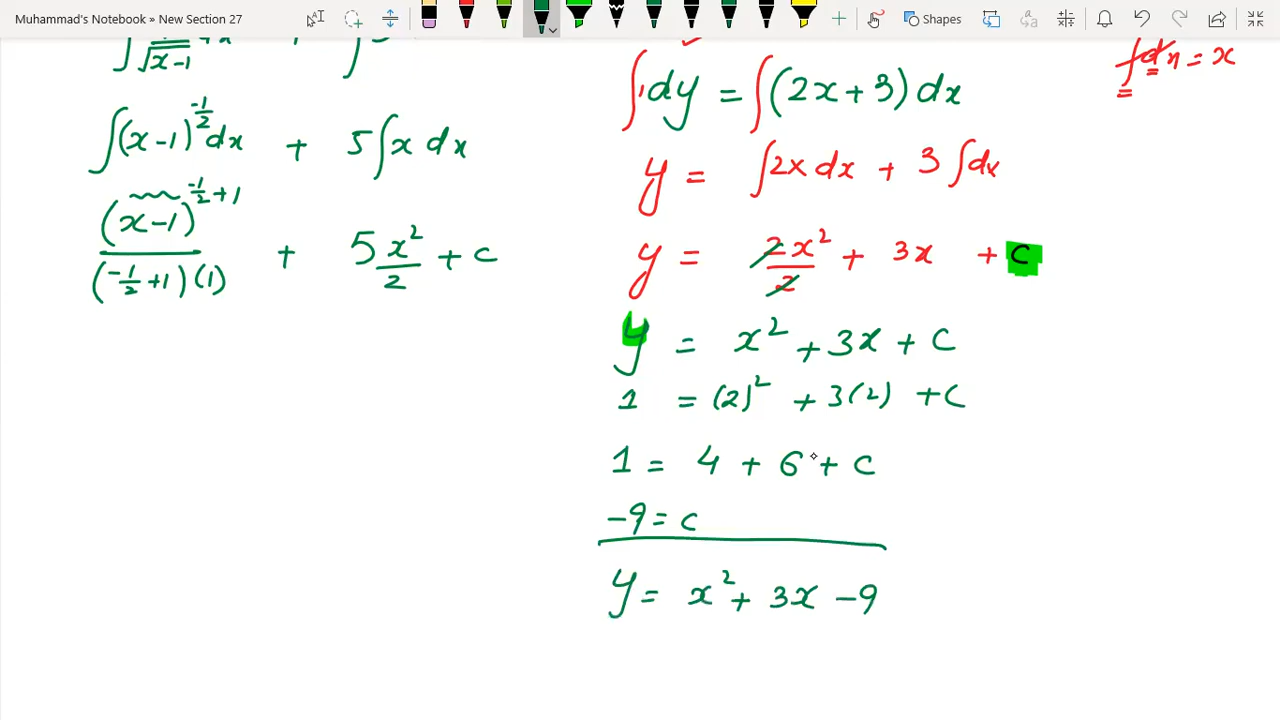 Muhammad's Notebook » New Section 27
Shapes
√x-1
∫(x-1)^(-1/2) dx + 5∫x dx
(x-1)^(-1/2+1) / (-1/2+1)(1) + 5x²/2 + c
∫dx = x
∫1dy = ∫(2x+3) dx
y = ∫2x dx + 3∫dx
y = 2x²/2 + 3x + C
y = x² + 3x + C
1 = (2)² + 3(2) + C
1 = 4 + 6 + C
-9 = c
y = x² + 3x - 9